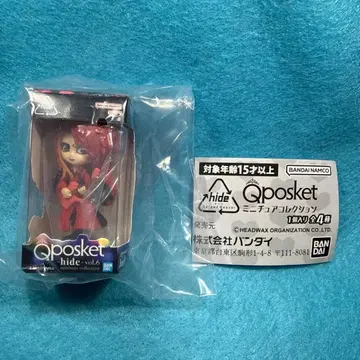 Qposket
hide vol.6
対象年齢15才以上
BANDAI NAMCO
hide
Qposket
ミニチュアコレクション
1個入り 全4種
©HEADWAX ORGANIZATION CO.,LTD.
発売元
株式会社バンダイ
東京都台東区駒形1-4-8 〒111-8081
BAN
DAI